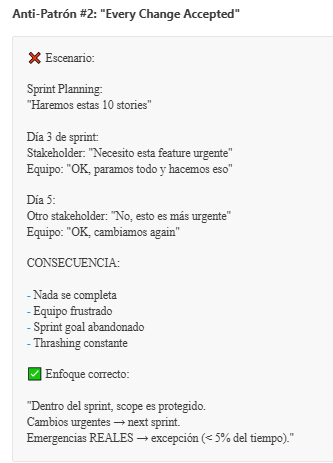 Anti-Patrón #2: "Every Change Accepted"
❌ Escenario:
Sprint Planning:
"Haremos estas 10 stories"
Día 3 de sprint:
Stakeholder: "Necesito esta feature urgente"
Equipo: "OK, paramos todo y hacemos eso"
Día 5:
Otro stakeholder: "No, esto es más urgente"
Equipo: "OK, cambiamos again"
CONSECUENCIA:
- Nada se completa
- Equipo frustrado
- Sprint goal abandonado
- Thrashing constante
✅ Enfoque correcto:
"Dentro del sprint, scope es protegido.
Cambios urgentes → next sprint.
Emergencias REALES → excepción (< 5% del tiempo)."